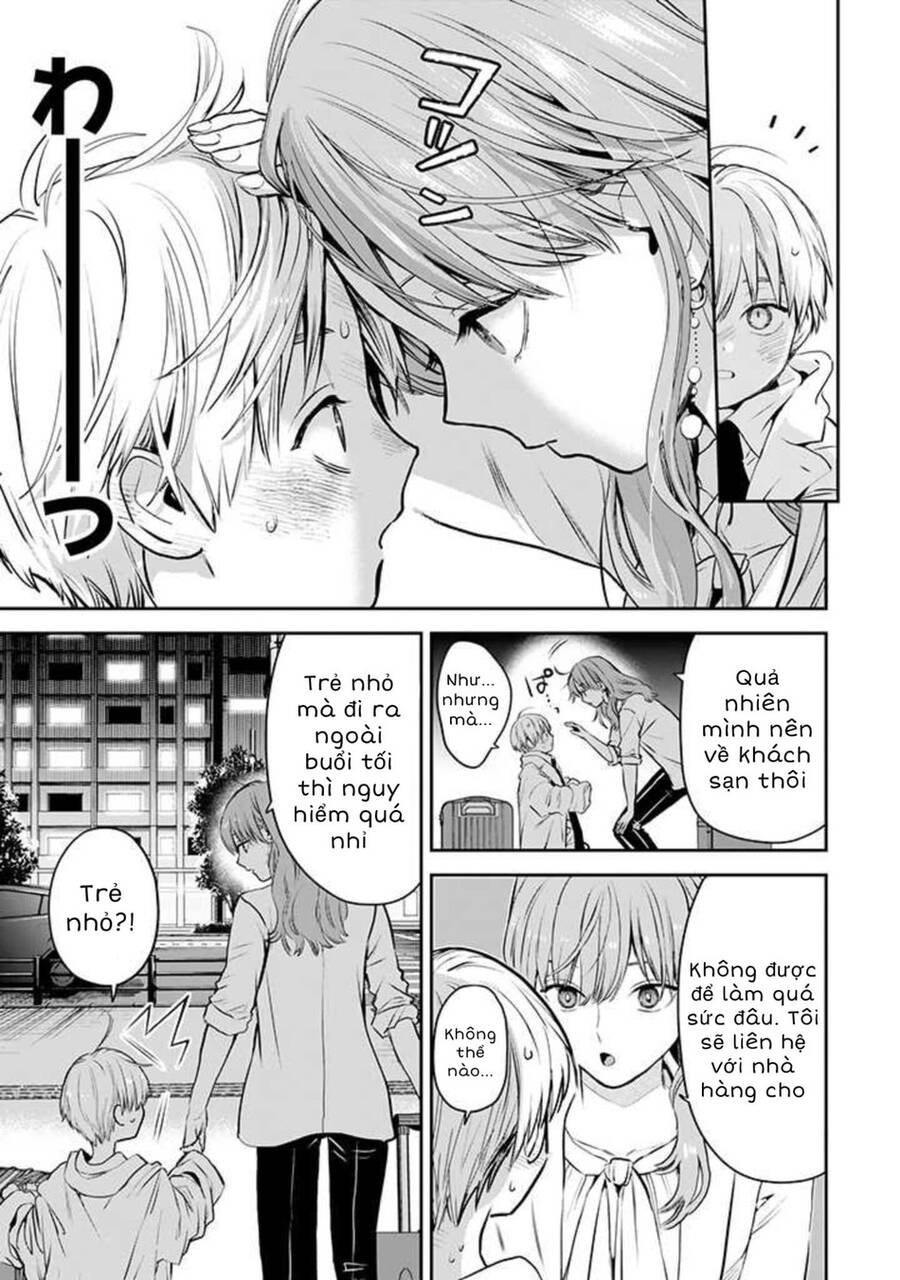 コツン
わーっ
Quả
nhiên
mình nên
về khách
sạn thôi
ぱっ…
Như...
nhưng
mà...
Không được
để làm quá
sức đâu. Tôi
sẽ liên hệ
với nhà
hàng cho
Không
thể
nào...
Trẻ nhỏ
mà đi ra
ngoài
buổi tối
thì nguy
hiểm quá
nhỉ
Trẻ
nhỏ?!